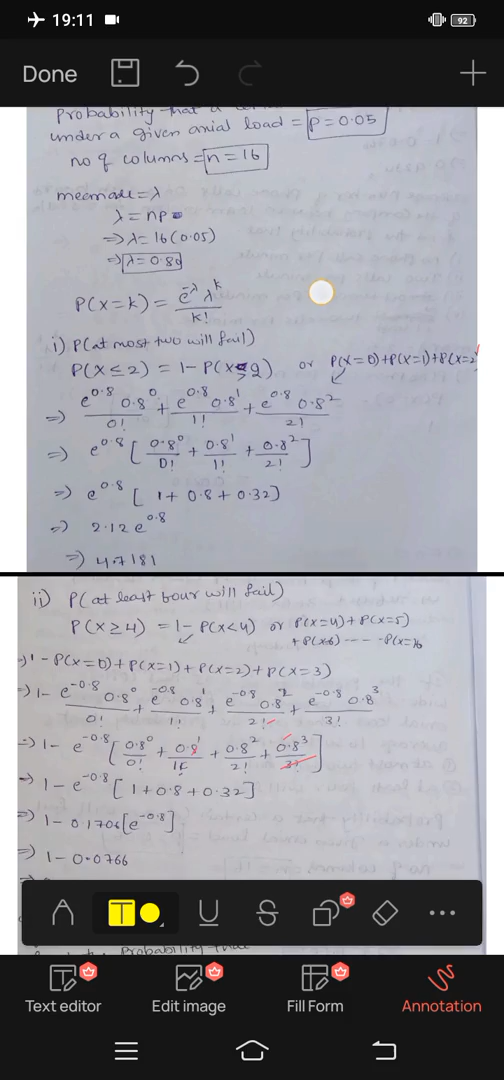 19:11
92
Done
Probability that a
under a given axial load = p = 0.05
no of columns = n = 16
λ = np
⇒ λ = 16(0.05)
⇒ λ = 0.80
P(X=k) = e^-λ λ^k / k!
i) P(at most two will fail)
P(X ≤ 2) = 1 - P(X > 2) or P(X=0)+P(X=1)+P(X=2)
⇒ e^0.8 0.8^0 / 0! + e^0.8 0.8^1 / 1! + e^0.8 0.8^2 / 2!
⇒ e^0.8 [ 0.8^0 / 0! + 0.8^1 / 1! + 0.8^2 / 2! ]
⇒ e^0.8 [ 1 + 0.8 + 0.32 ]
⇒ 2.12 e^0.8
⇒ 4.7181
ii) P(at least four will fail)
P(X ≥ 4) = 1 - P(X < 4) or P(X=4) + P(X=5)
+ P(X=6) ---- - P(X=16
⇒ 1 - P(X=0) + P(X=1) + P(X=2) + P(X=3)
⇒ 1 - e^-0.8 0.8^0 / 0! + e^-0.8 0.8^1 / 1! + e^-0.8 0.8^2 / 2! + e^-0.8 0.8^3 / 3!
⇒ 1 - e^-0.8 [ 0.8^0 / 0! + 0.8^1 / 1! + 0.8^2 / 2! + 0.8^3 / 3! ]
⇒ 1 - e^-0.8 [ 1 + 0.8 + 0.32 ]
⇒ 1 - 0.1706 [e^-0.8]
⇒ 1 - 0.0766
Probability that
Text editor
Edit image
Fill Form
Annotation